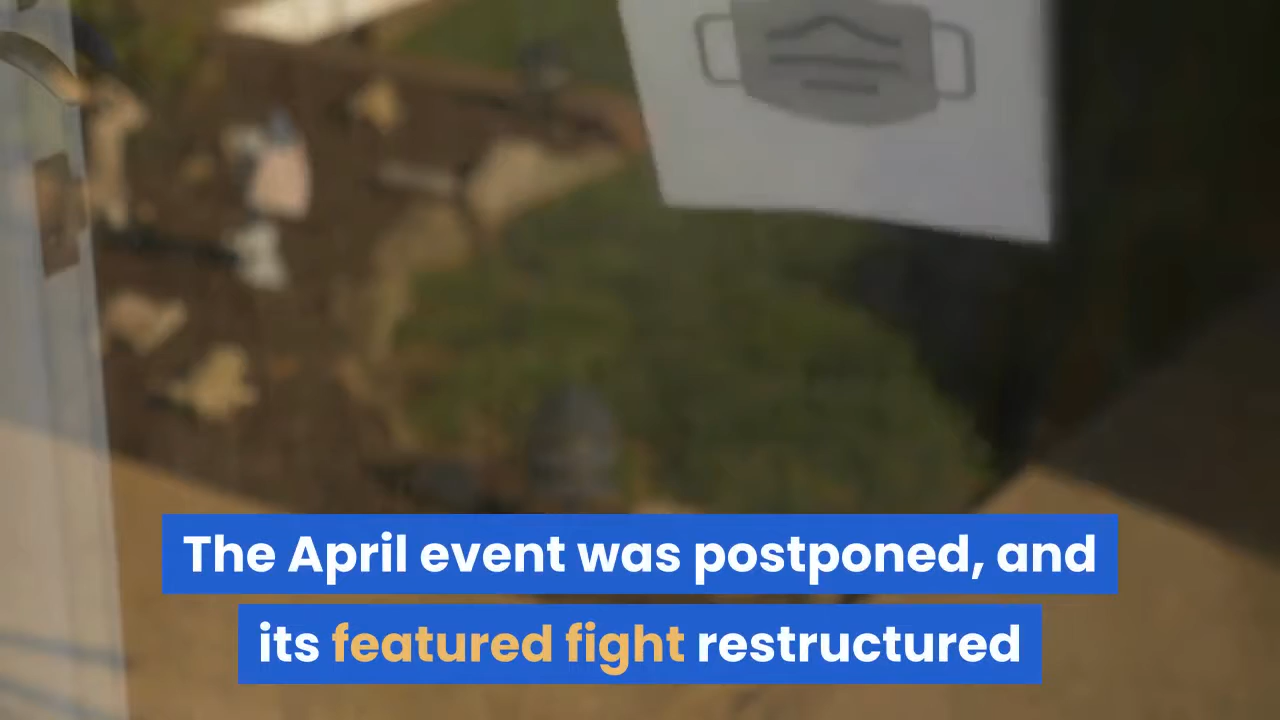 The April event was postponed, and
its featured fight restructured